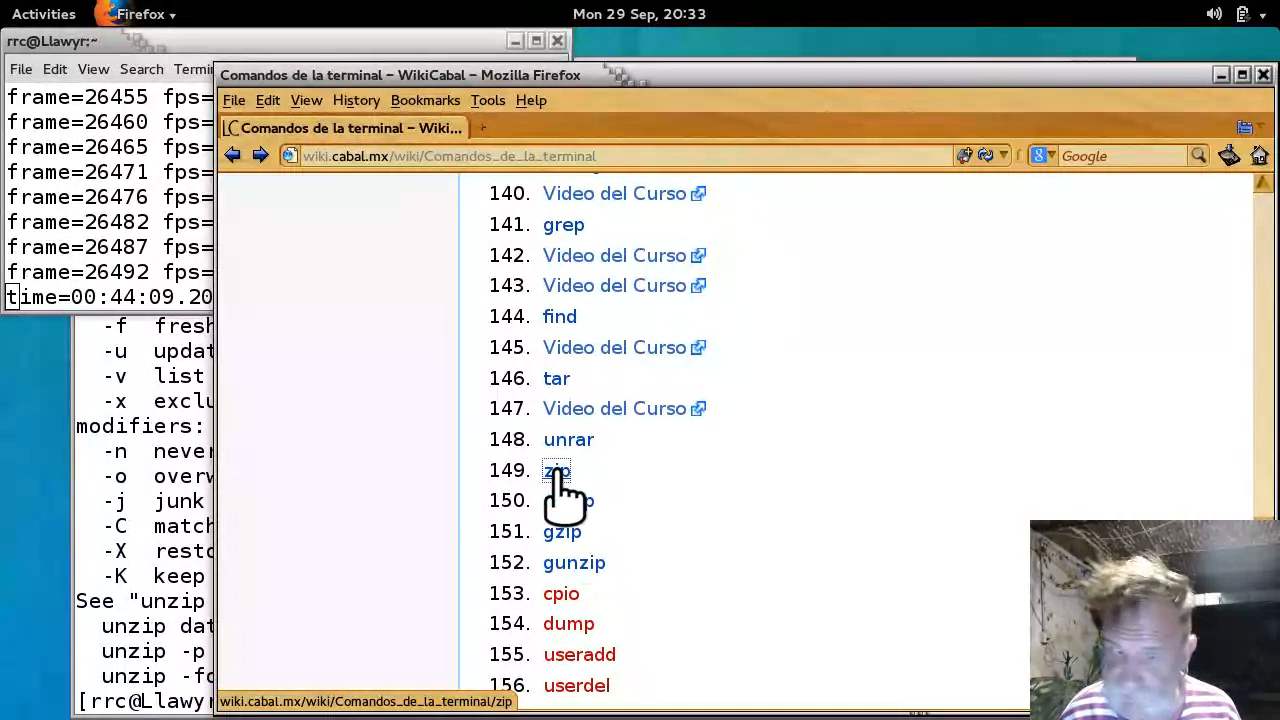 Activities Firefox Mon 29 Sep, 20:33
rrc@Llawyr:~
File Edit View Search Termi
frame=26455 fps=
frame=26460 fps=
frame=26465 fps=
frame=26471 fps=
frame=26476 fps=
frame=26482 fps=
frame=26487 fps=
frame=26492 fps=
time=00:44:09.20
-f fresh
-u updat
-v list
-x exclu
modifiers:
-n never
-o overw
-j junk
-C match
-X resto
-K keep
See "unzip
unzip dat
unzip -p
unzip -fo
[rrc@Llawyr
Comandos de la terminal – WikiCabal – Mozilla Firefox
File Edit View History Bookmarks Tools Help
LC Comandos de la terminal – Wiki...
wiki.cabal.mx/wiki/Comandos_de_la_terminal 8 Google
140. Video del Curso
141. grep
142. Video del Curso
143. Video del Curso
144. find
145. Video del Curso
146. tar
147. Video del Curso
148. unrar
149. zip
150.
151. gzip
152. gunzip
153. cpio
154. dump
155. useradd
156. userdel
wiki.cabal.mx/wiki/Comandos_de_la_terminal/zip